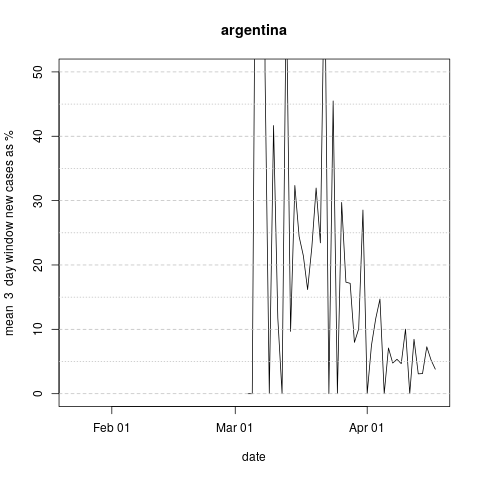 argentina
mean  3  day window new cases as %
50
40
30
20
10
0
Feb 01
Mar 01
Apr 01
date